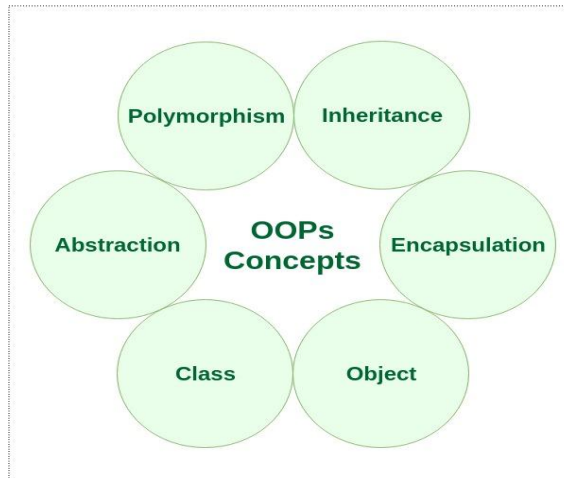 Polymorphism
Inheritance
Abstraction
OOPs
Concepts
Encapsulation
Class
Object